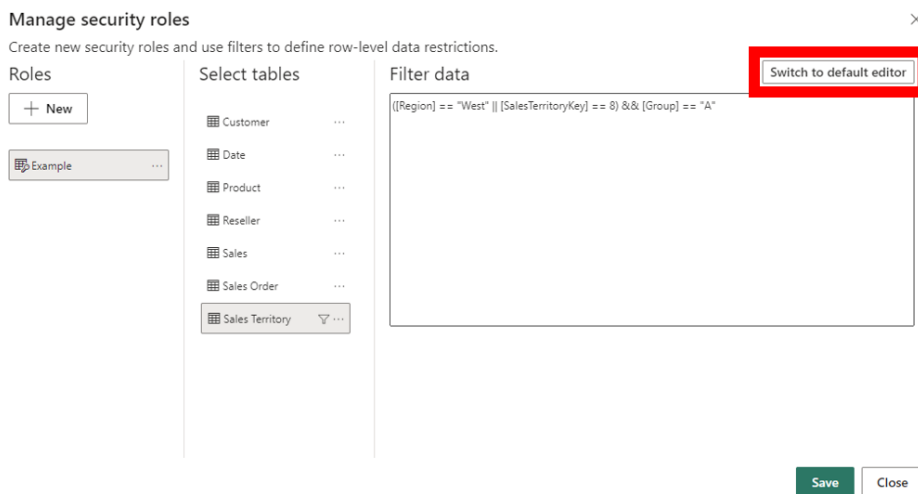 Manage security roles
Create new security roles and use filters to define row-level data restrictions.
Roles
+ New
Example
Select tables
Customer
Date
Product
Reseller
Sales
Sales Order
Sales Territory
Filter data
Switch to default editor
([Region] == "West" || [SalesTerritoryKey] == 8) && [Group] == "A"
Save
Close